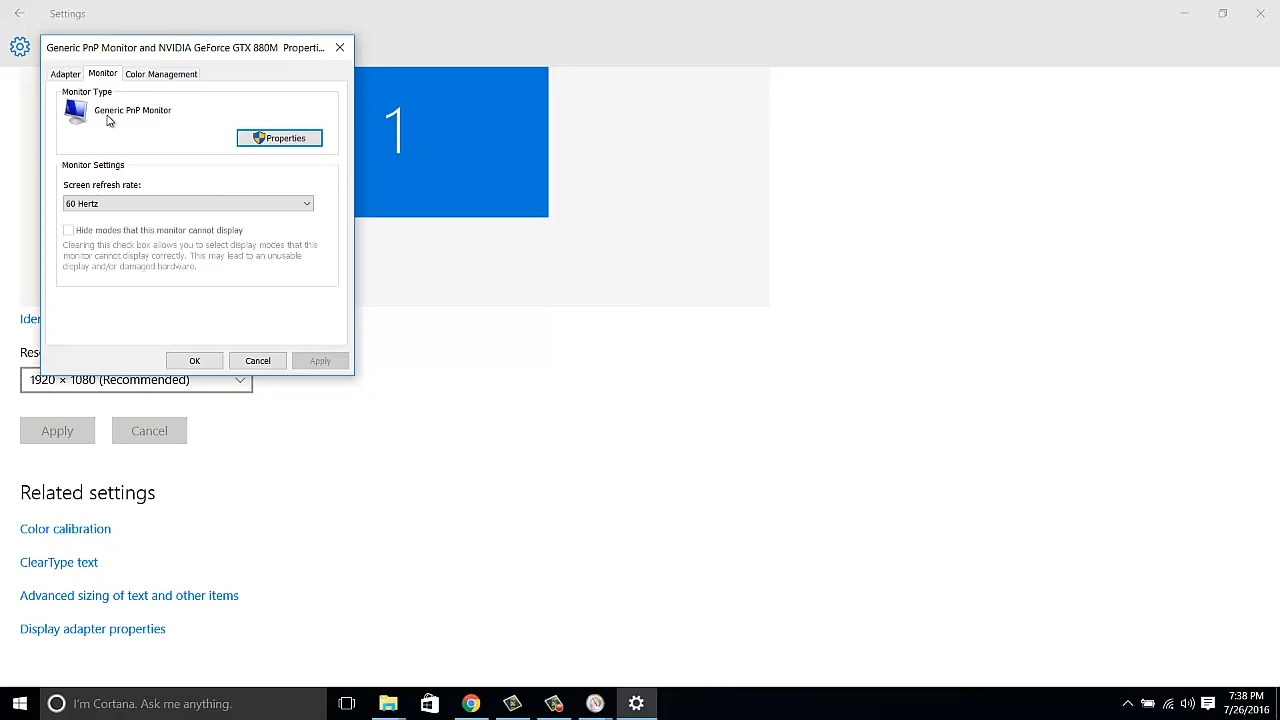 Settings
Generic PnP Monitor and NVIDIA GeForce GTX 880M Properti...
Adapter
Monitor
Color Management
Monitor Type
Generic PnP Monitor
Properties
Monitor Settings
Screen refresh rate:
60 Hertz
Hide modes that this monitor cannot display
Clearing this check box allows you to select display modes that this
monitor cannot display correctly. This may lead to an unusable
display and/or damaged hardware.
OK
Cancel
Apply
1
Iden
Res
1920 × 1080 (Recommended)
Apply
Cancel
Related settings
Color calibration
ClearType text
Advanced sizing of text and other items
Display adapter properties
I'm Cortana. Ask me anything.
7:38 PM
7/26/2016